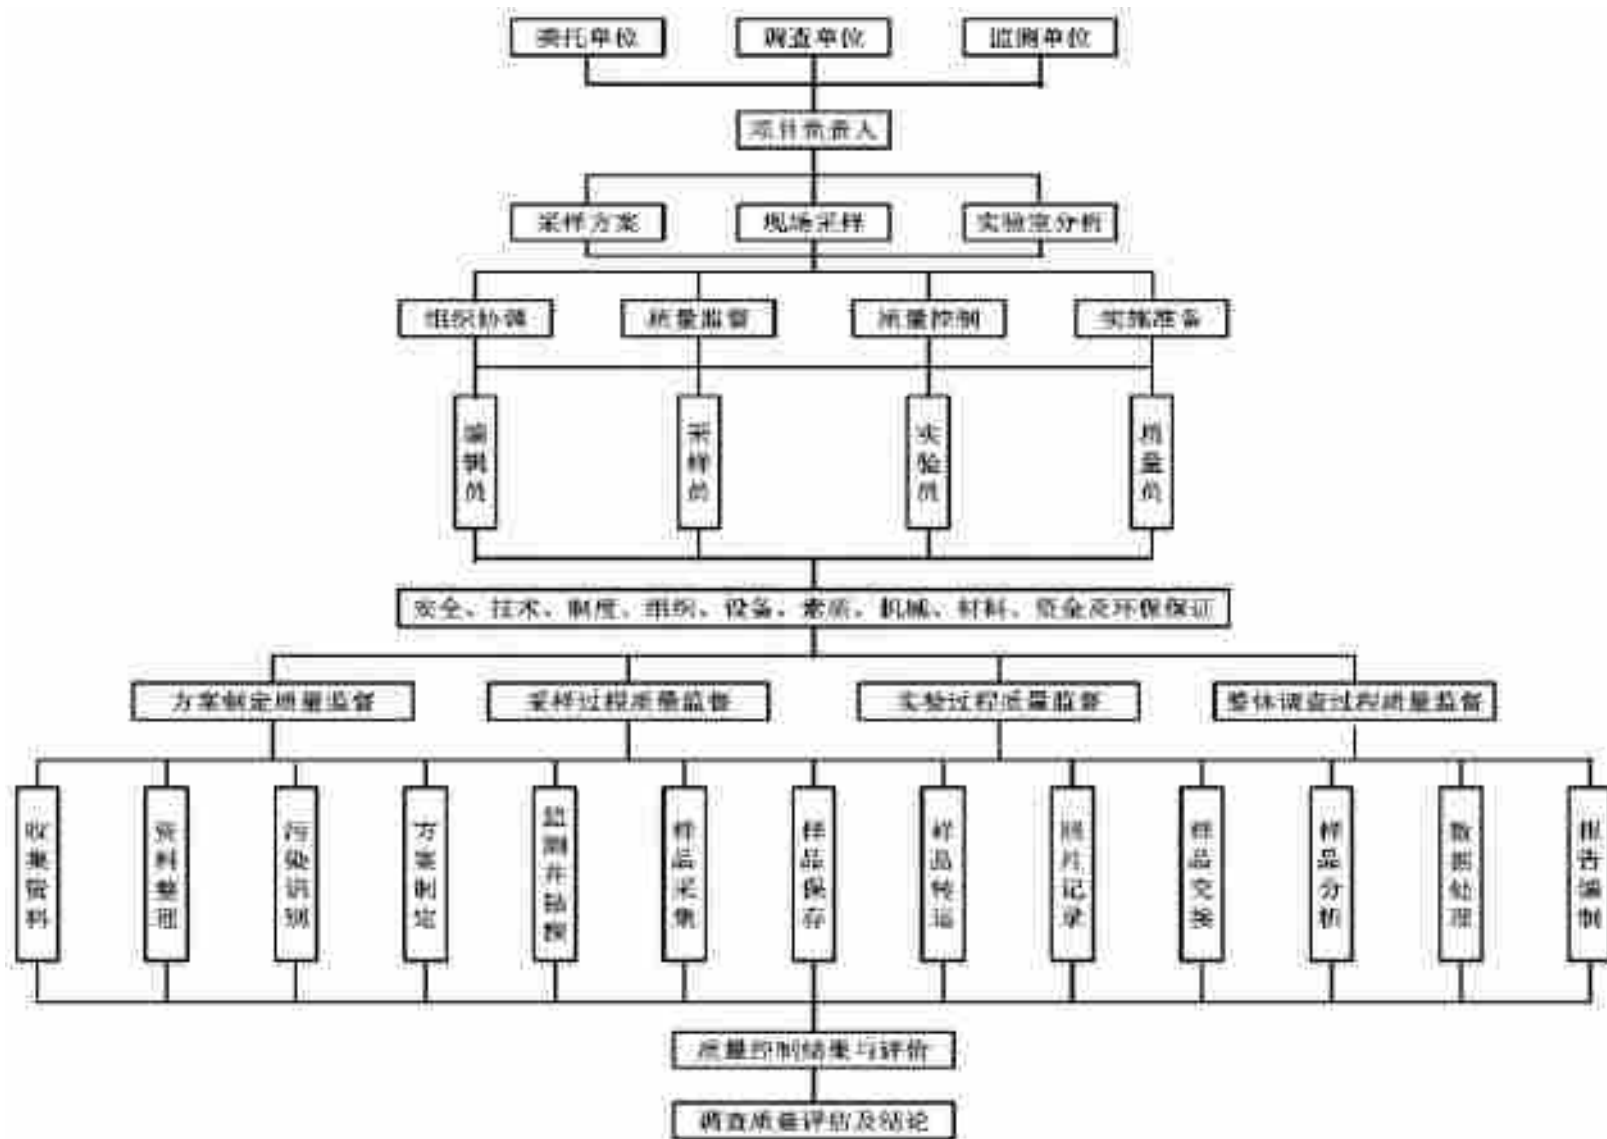 委托单位
调查单位
监测单位
项目负责人
采样方案
现场采样
实验室分析
组织协调
质量监督
质量控制
实施准备
编辑员
采样员
实验员
质量员
安全、技术、制度、组织、设备、素质、机械、材料、资金及环保保证
方案制定质量监督
采样过程质量监督
实验过程质量监督
整体调查过程质量监督
收集资料
资料整理
污染识别
方案制定
监测井钻探
样品采集
样品保存
样品转运
照片记录
样品交接
样品分析
数据处理
报告编制
质量控制结果与评价
调查质量评估及结论